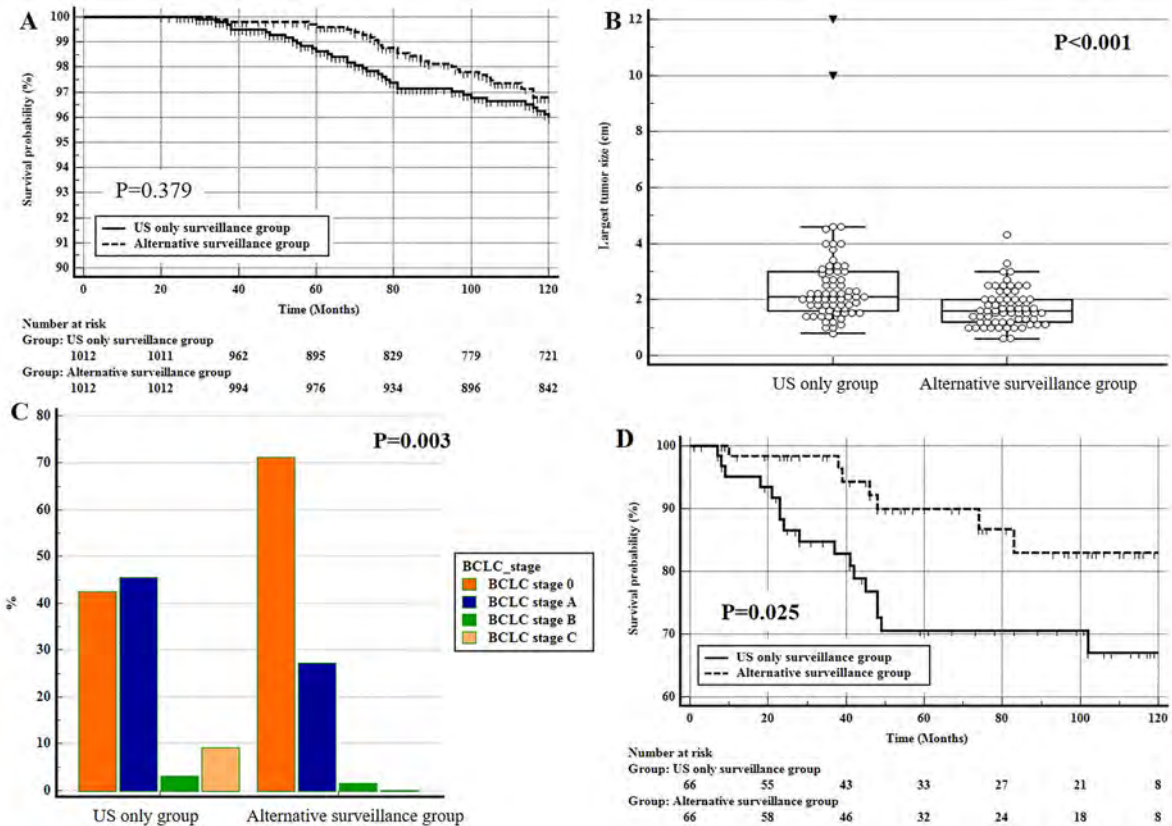 A
100
99
98
97
96
95
94
93
92
91
90
Survival probability (%)
P=0.379
US only surveillance group
Alternative surveillance group
0 20 40 60 80 100 120
Time (Months)
Number at risk
Group: US only surveillance group
1012 1011 962 895 829 779 721
Group: Alternative surveillance group
1012 1012 994 976 934 896 842
B
12
10
8
6
4
2
0
Largest tumor size (cm)
P<0.001
US only group Alternative surveillance group
C
80
70
60
50
40
30
20
10
0
%
P=0.003
BCLC_stage
BCLC stage 0
BCLC stage A
BCLC stage B
BCLC stage C
US only group Alternative surveillance group
D
100
90
80
70
60
Survival probability (%)
P=0.025
US only surveillance group
Alternative surveillance group
0 20 40 60 80 100 120
Time (Months)
Number at risk
Group: US only surveillance group
66 55 43 33 27 21 8
Group: Alternative surveillance group
66 58 46 32 24 18 8